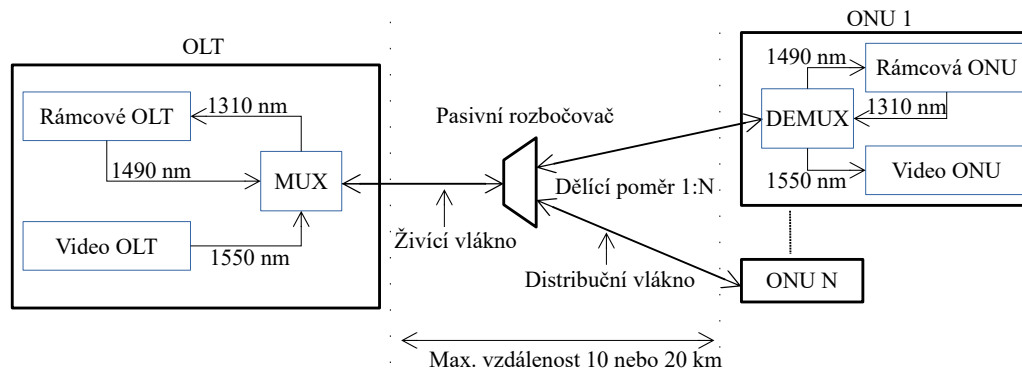 OLT
Rámcové OLT
1310 nm
1490 nm
MUX
Video OLT
1550 nm
Pasivní rozbočovač
Dělící poměr 1:N
Živící vlákno
Distribuční vlákno
Max. vzdálenost 10 nebo 20 km
ONU 1
1490 nm
Rámcová ONU
1310 nm
DEMUX
1550 nm
Video ONU
ONU N